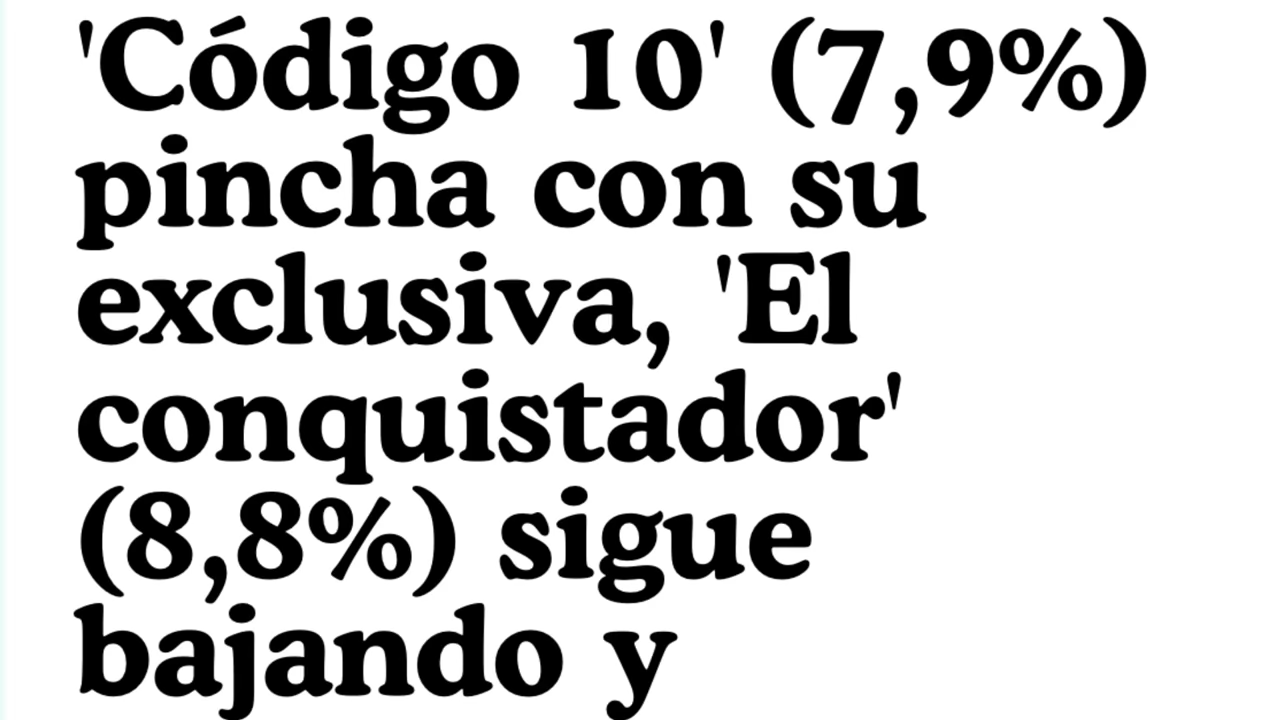 'Código 10' (7,9%)
pincha con su
exclusiva, 'El
conquistador'
(8,8%) sigue
bajando y